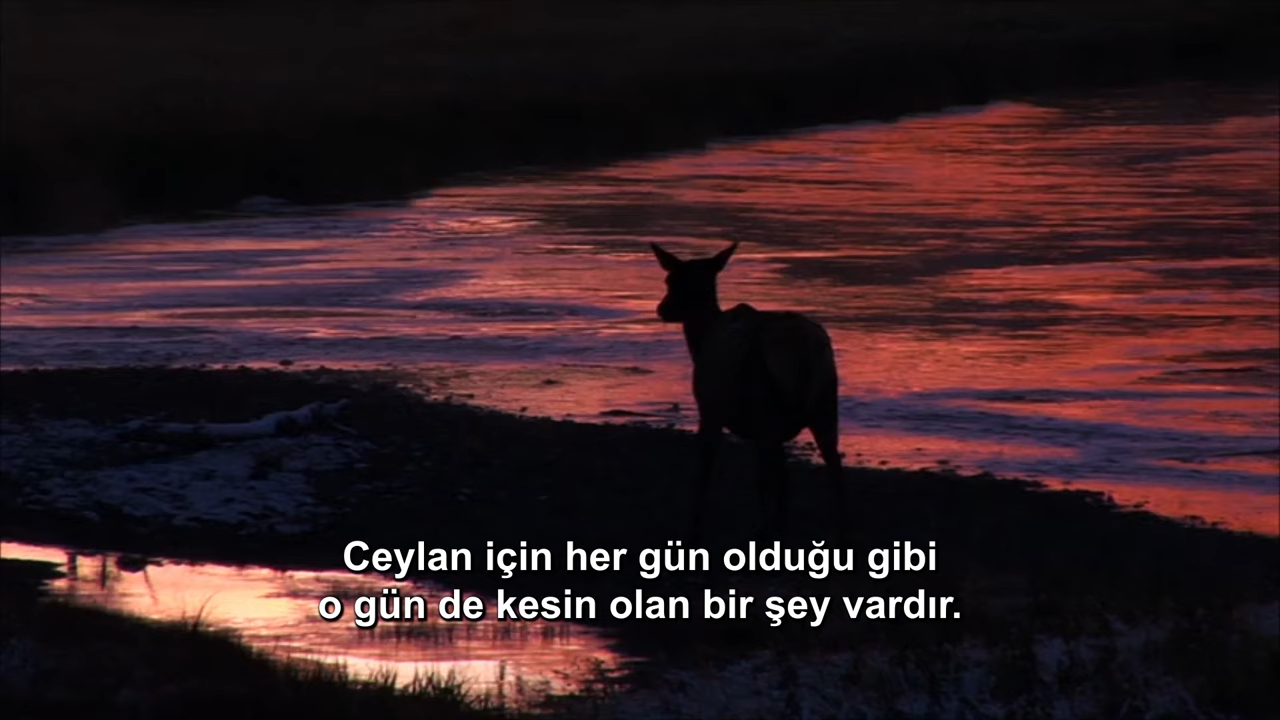 Ceylan için her gün olduğu gibi
o gün de kesin olan bir şey vardır.